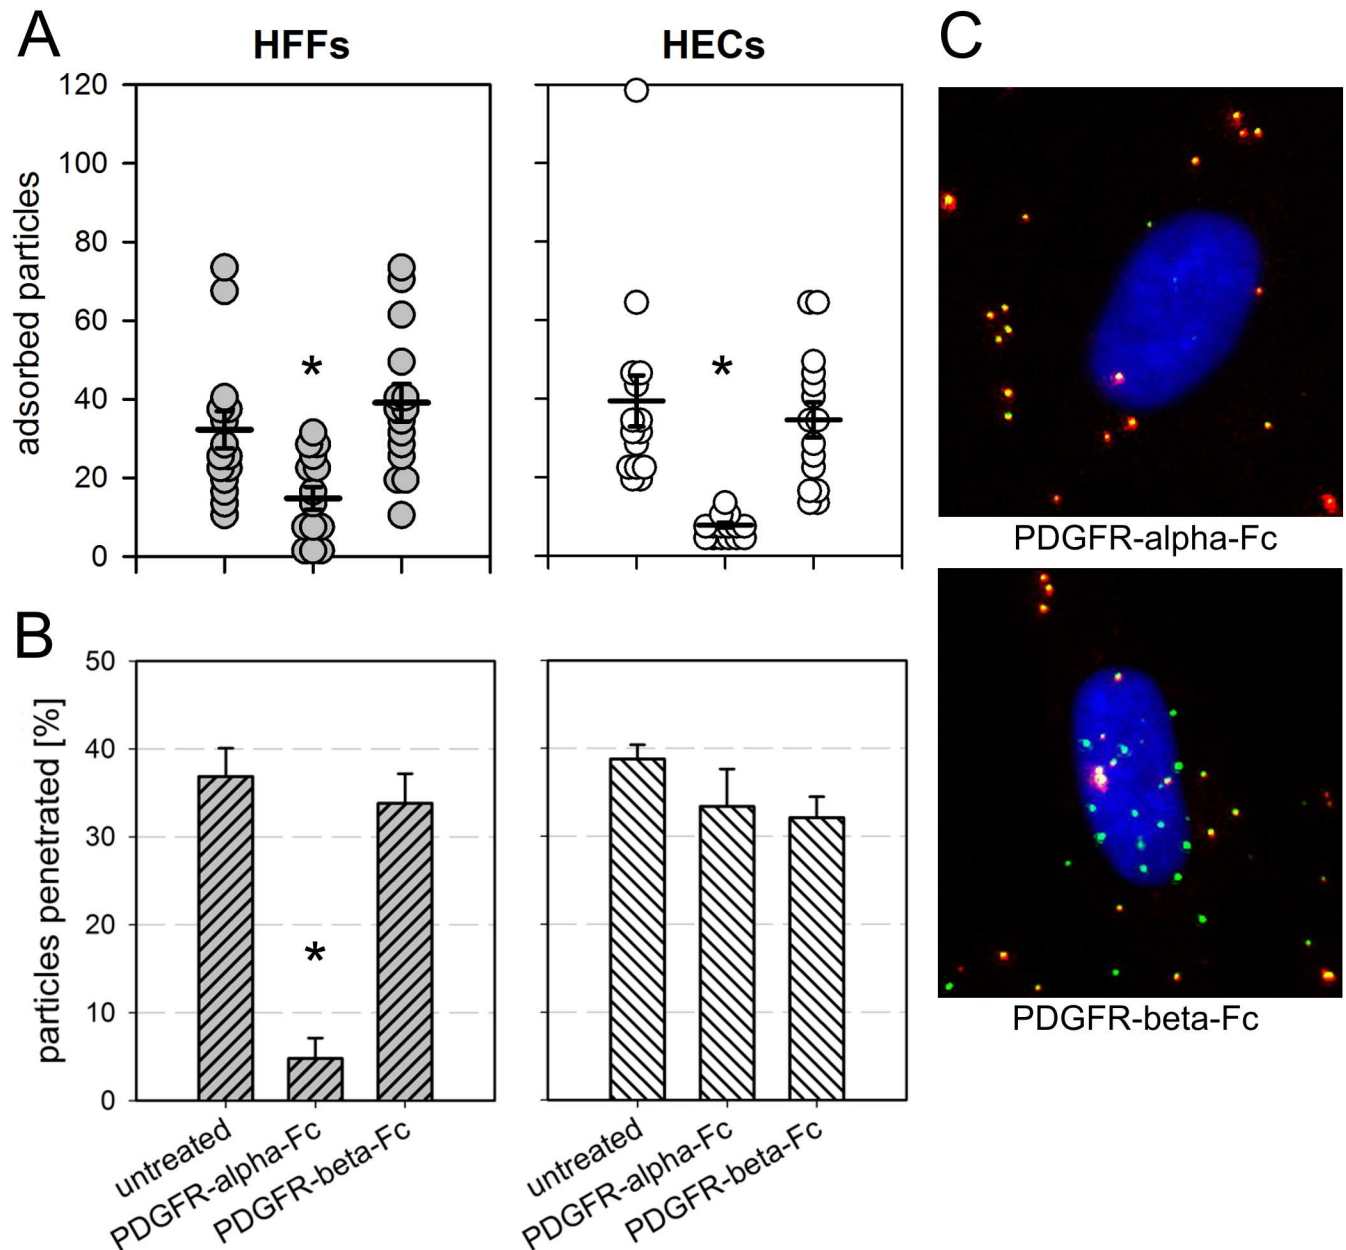 A
HFFs
HECs
C
120
100
80
60
40
20
0
adsorbed particles
*
*
PDGFR-alpha-Fc
B
50
40
30
20
10
0
particles penetrated [%]
*
untreated
PDGFR-alpha-Fc
PDGFR-beta-Fc
untreated
PDGFR-alpha-Fc
PDGFR-beta-Fc
PDGFR-beta-Fc